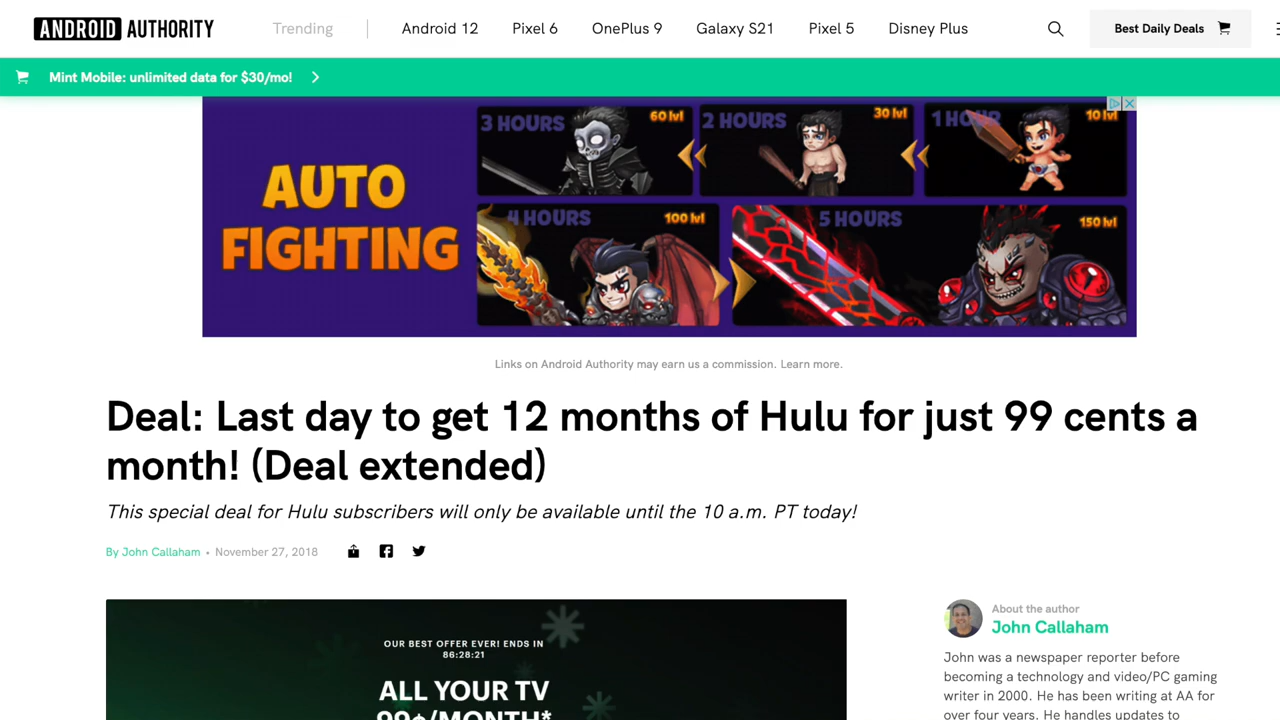 ANDROID AUTHORITY
Trending
Android 12
Pixel 6
OnePlus 9
Galaxy S21
Pixel 5
Disney Plus
Best Daily Deals
Mint Mobile: unlimited data for $30/mo!
AUTO
FIGHTING
3 HOURS
60 lvl
2 HOURS
30 lvl
1 HOUR
10 lvl
4 HOURS
100 lvl
5 HOURS
150 lvl
Links on Android Authority may earn us a commission. Learn more.
Deal: Last day to get 12 months of Hulu for just 99 cents a
month! (Deal extended)
This special deal for Hulu subscribers will only be available until the 10 a.m. PT today!
By John Callaham • November 27, 2018
OUR BEST OFFER EVER! ENDS IN
86:28:21
ALL YOUR TV
99¢/MONTH*
About the author
John Callaham
John was a newspaper reporter before
becoming a technology and video/PC gaming
writer in 2000. He has been writing at AA for
over four years. He handles updates to